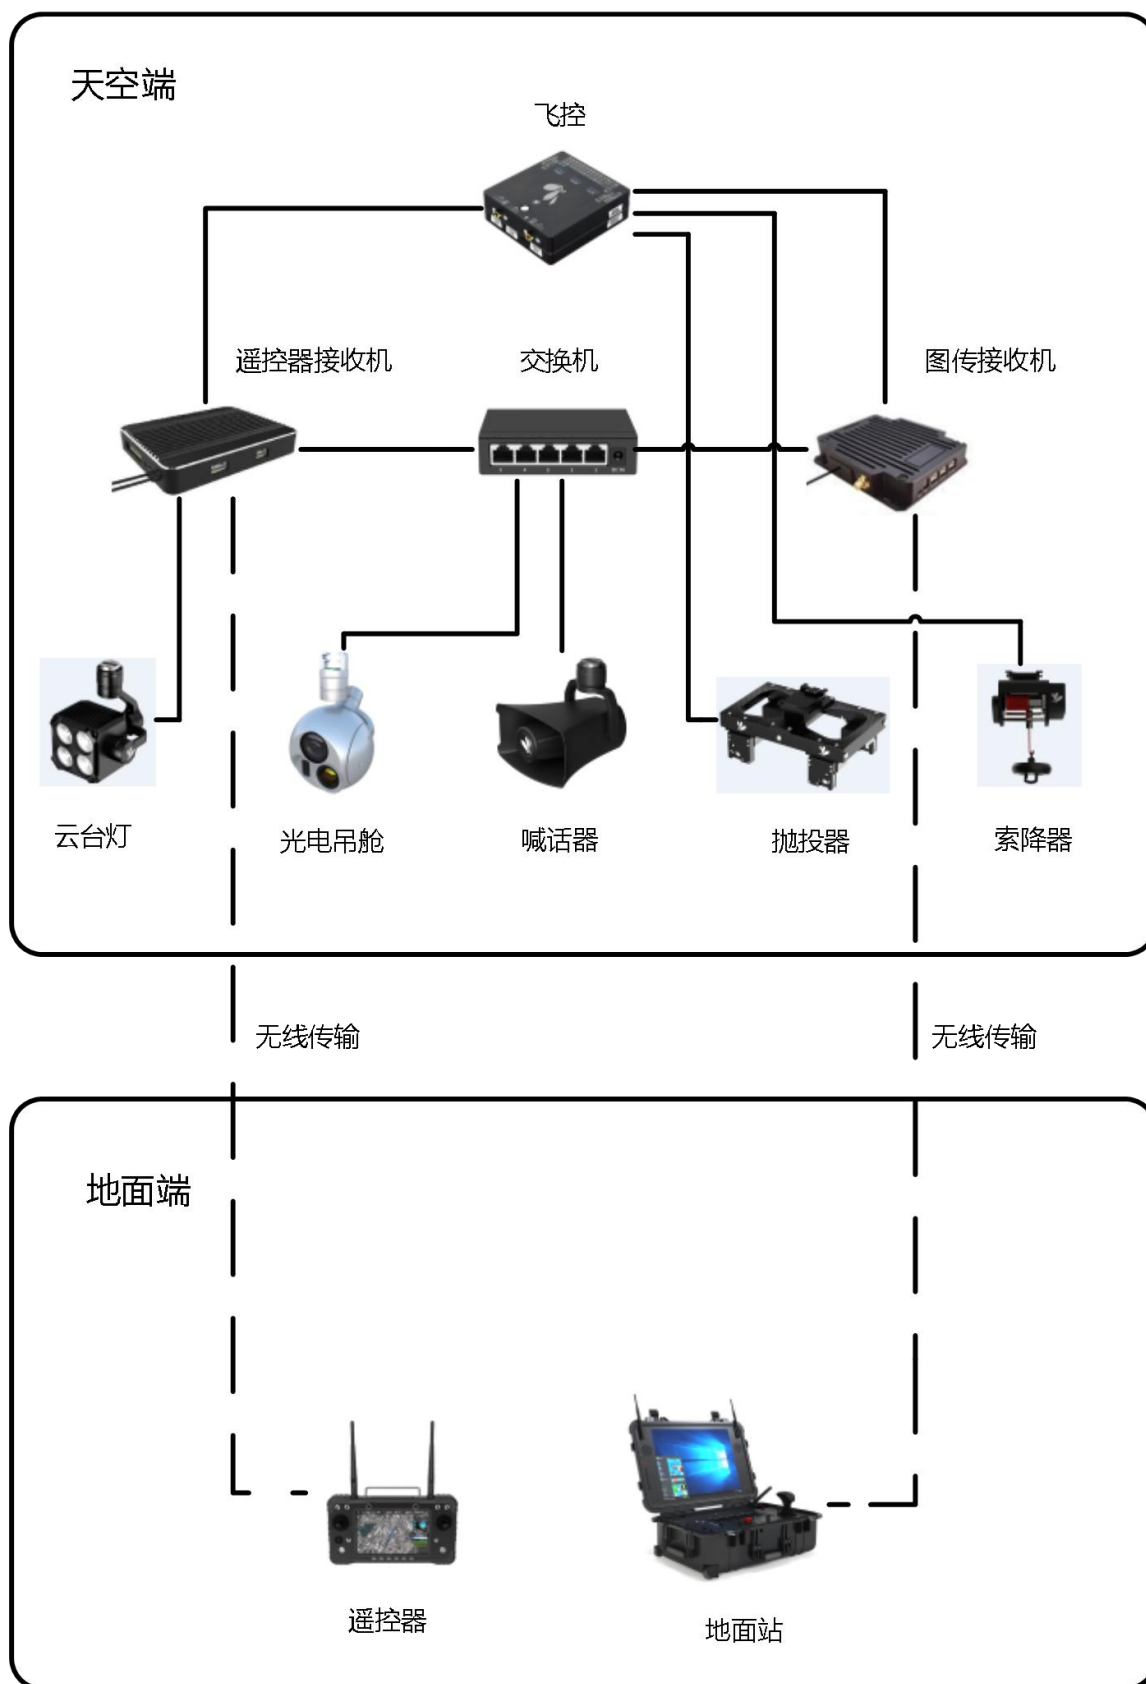 天空端
飞控
遥控器接收机
交换机
图传接收机
云台灯
光电吊舱
喊话器
抛投器
索降器
无线传输
无线传输
地面端
遥控器
地面站